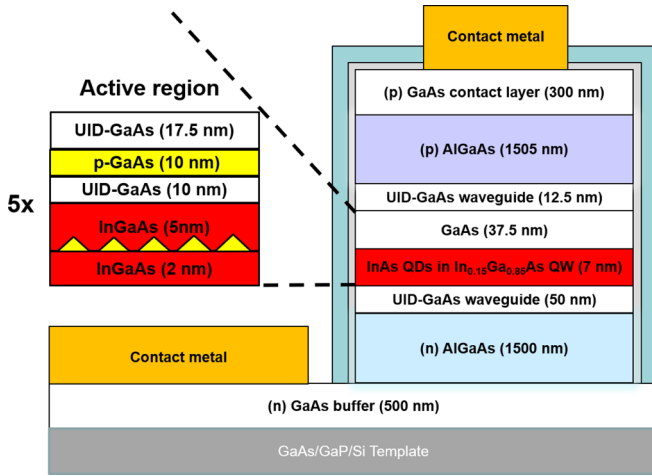 Active region
UID-GaAs (17.5 nm)
p-GaAs (10 nm)
UID-GaAs (10 nm)
5x
InGaAs (5nm)
InGaAs (2 nm)
Contact metal
(p) GaAs contact layer (300 nm)
(p) AlGaAs (1505 nm)
UID-GaAs waveguide (12.5 nm)
GaAs (37.5 nm)
InAs QDs in In0.15Ga0.85As QW (7 nm)
UID-GaAs waveguide (50 nm)
(n) AlGaAs (1500 nm)
Contact metal
(n) GaAs buffer (500 nm)
GaAs/GaP/Si Template